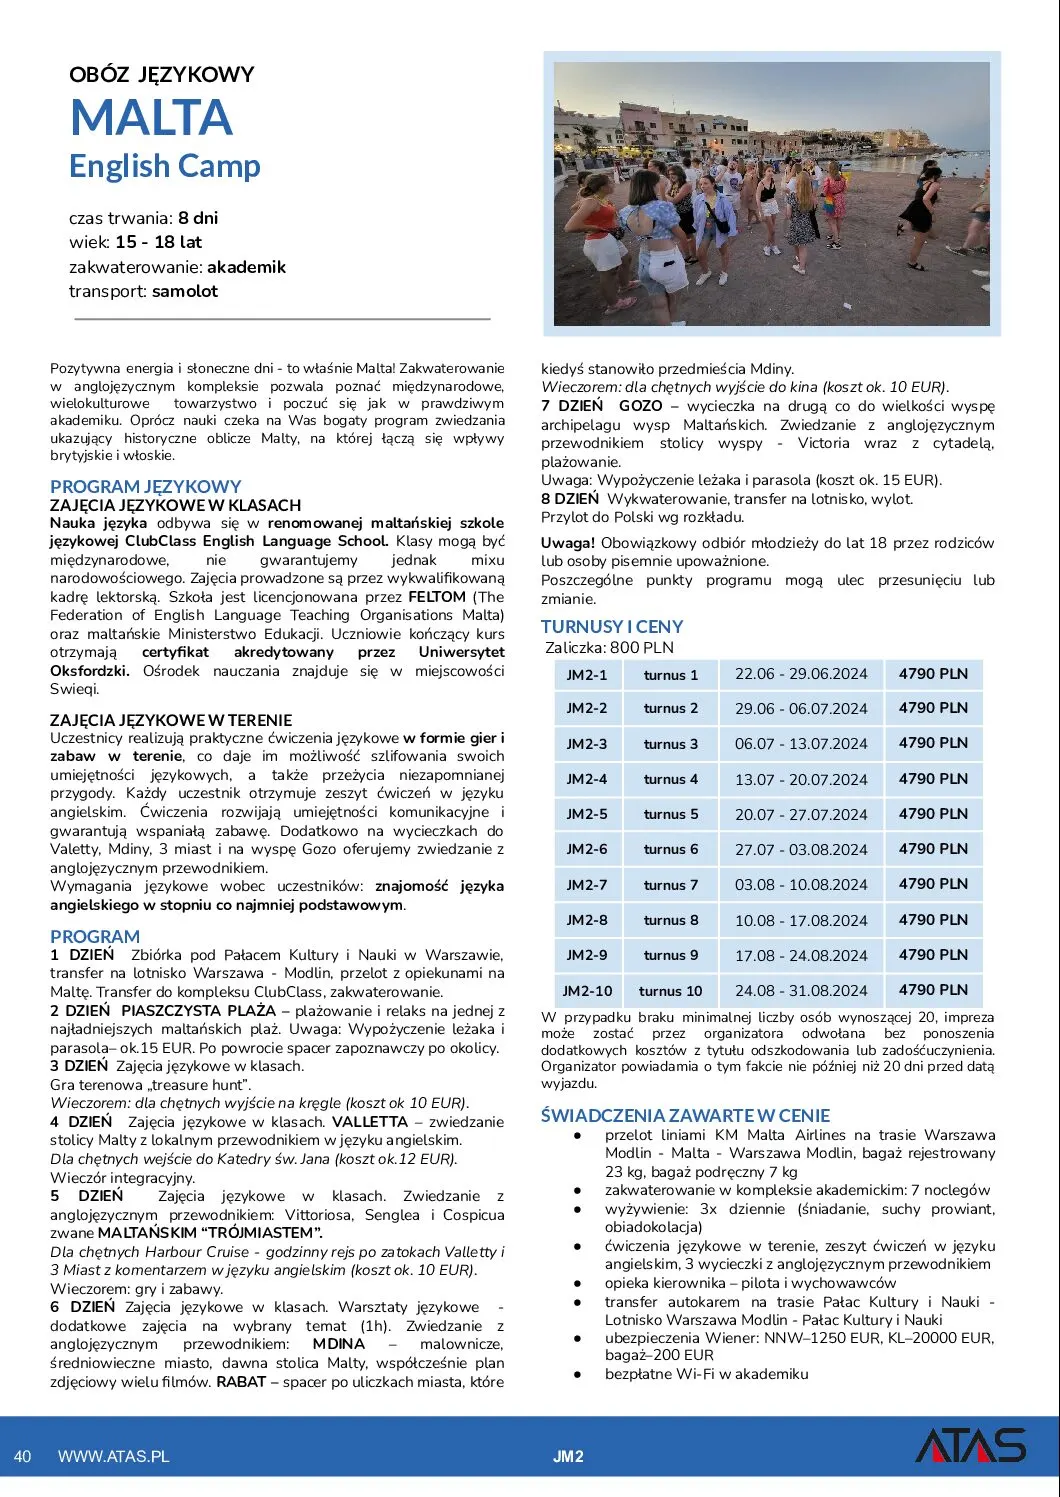 OBÓZ JĘZYKOWY
MALTA
English Camp
czas trwania: 8 dni
wiek: 15 - 18 lat
zakwaterowanie: akademik
transport: samolot
Pozytywna energia i słoneczne dni - to właśnie Malta! Zakwaterowanie
w anglojęzycznym kompleksie pozwala poznać międzynarodowe,
wielokulturowe towarzystwo i poczuć się jak w prawdziwym
akademiku. Oprócz nauki czeka na Was bogaty program zwiedzania
ukazujący historyczne oblicze Malty, na której łączą się wpływy
brytyjskie i włoskie.
PROGRAM JĘZYKOWY
ZAJĘCIA JĘZYKOWE W KLASACH
Nauka języka odbywa się w renomowanej maltańskiej szkole
językowej ClubClass English Language School. Klasy mogą być
międzynarodowe, nie gwarantujemy jednak mixu
narodowościowego. Zajęcia prowadzone są przez wykwalifikowaną
kadrę lektorską. Szkoła jest licencjonowana przez FELTOM (The
Federation of English Language Teaching Organisations Malta)
oraz maltańskie Ministerstwo Edukacji. Uczniowie kończący kurs
otrzymają certyfikat akredytowany przez Uniwersytet
Oksfordzki. Ośrodek nauczania znajduje się w miejscowości
Swieqi.
ZAJĘCIA JĘZYKOWE W TERENIE
Uczestnicy realizują praktyczne ćwiczenia językowe w formie gier i
zabaw w terenie, co daje im możliwość szlifowania swoich
umiejętności językowych, a także przeżycia niezapomnianej
przygody. Każdy uczestnik otrzymuje zeszyt ćwiczeń w języku
angielskim. Ćwiczenia rozwijają umiejętności komunikacyjne i
gwarantują wspaniałą zabawę. Dodatkowo na wycieczkach do
Valetty, Mdiny, 3 miast i na wyspę Gozo oferujemy zwiedzanie z
anglojęzycznym przewodnikiem.
Wymagania językowe wobec uczestników: znajomość języka
angielskiego w stopniu co najmniej podstawowym.
PROGRAM
1 DZIEŃ Zbiórka pod Pałacem Kultury i Nauki w Warszawie,
transfer na lotnisko Warszawa - Modlin, przelot z opiekunami na
Maltę. Transfer do kompleksu ClubClass, zakwaterowanie.
2 DZIEŃ PIASZCZYSTA PLAŻA – plażowanie i relaks na jednej z
najładniejszych maltańskich plaż. Uwaga: Wypożyczenie leżaka i
parasola– ok.15 EUR. Po powrocie spacer zapoznawczy po okolicy.
3 DZIEŃ Zajęcia językowe w klasach.
Gra terenowa „treasure hunt”.
Wieczorem: dla chętnych wyjście na kręgle (koszt ok 10 EUR).
4 DZIEŃ Zajęcia językowe w klasach. VALLETTA – zwiedzanie
stolicy Malty z lokalnym przewodnikiem w języku angielskim.
Dla chętnych wejście do Katedry św. Jana (koszt ok.12 EUR).
Wieczór integracyjny.
5 DZIEŃ Zajęcia językowe w klasach. Zwiedzanie z
anglojęzycznym przewodnikiem: Vittoriosa, Senglea i Cospicua
zwane MALTAŃSKIM “TRÓJMIASTEM”.
Dla chętnych Harbour Cruise - godzinny rejs po zatokach Valletty i
3 Miast z komentarzem w języku angielskim (koszt ok. 10 EUR).
Wieczorem: gry i zabawy.
6 DZIEŃ Zajęcia językowe w klasach. Warsztaty językowe -
dodatkowe zajęcia na wybrany temat (1h). Zwiedzanie z
anglojęzycznym przewodnikiem: MDINA – malownicze,
średniowieczne miasto, dawna stolica Malty, współcześnie plan
zdjęciowy wielu filmów. RABAT – spacer po uliczkach miasta, które
kiedyś stanowiło przedmieścia Mdiny.
Wieczorem: dla chętnych wyjście do kina (koszt ok. 10 EUR).
7 DZIEŃ GOZO – wycieczka na drugą co do wielkości wyspę
archipelagu wysp Maltańskich. Zwiedzanie z anglojęzycznym
przewodnikiem stolicy wyspy - Victoria wraz z cytadelą,
plażowanie.
Uwaga: Wypożyczenie leżaka i parasola (koszt ok. 15 EUR).
8 DZIEŃ Wykwaterowanie, transfer na lotnisko, wylot.
Przylot do Polski wg rozkładu.
Uwaga! Obowiązkowy odbiór młodzieży do lat 18 przez rodziców
lub osoby pisemnie upoważnione.
Poszczególne punkty programu mogą ulec przesunięciu lub
zmianie.
TURNUSY I CENY
Zaliczka: 800 PLN
JM2-1 turnus 1 22.06 - 29.06.2024 4790 PLN
JM2-2 turnus 2 29.06 - 06.07.2024 4790 PLN
JM2-3 turnus 3 06.07 - 13.07.2024 4790 PLN
JM2-4 turnus 4 13.07 - 20.07.2024 4790 PLN
JM2-5 turnus 5 20.07 - 27.07.2024 4790 PLN
JM2-6 turnus 6 27.07 - 03.08.2024 4790 PLN
JM2-7 turnus 7 03.08 - 10.08.2024 4790 PLN
JM2-8 turnus 8 10.08 - 17.08.2024 4790 PLN
JM2-9 turnus 9 17.08 - 24.08.2024 4790 PLN
JM2-10 turnus 10 24.08 - 31.08.2024 4790 PLN
W przypadku braku minimalnej liczby osób wynoszącej 20, impreza
może zostać przez organizatora odwołana bez ponoszenia
dodatkowych kosztów z tytułu odszkodowania lub zadośćuczynienia.
Organizator powiadamia o tym fakcie nie później niż 20 dni przed datą
wyjazdu.
ŚWIADCZENIA ZAWARTE W CENIE
● przelot liniami KM Malta Airlines na trasie Warszawa
Modlin - Malta - Warszawa Modlin, bagaż rejestrowany
23 kg, bagaż podręczny 7 kg
● zakwaterowanie w kompleksie akademickim: 7 noclegów
● wyżywienie: 3x dziennie (śniadanie, suchy prowiant,
obiadokolacja)
● ćwiczenia językowe w terenie, zeszyt ćwiczeń w języku
angielskim, 3 wycieczki z anglojęzycznym przewodnikiem
● opieka kierownika – pilota i wychowawców
● transfer autokarem na trasie Pałac Kultury i Nauki -
Lotnisko Warszawa Modlin - Pałac Kultury i Nauki
● ubezpieczenia Wiener: NNW–1250 EUR, KL–20000 EUR,
bagaż–200 EUR
● bezpłatne Wi-Fi w akademiku
40 WWW.ATAS.PL JM2 ATAS